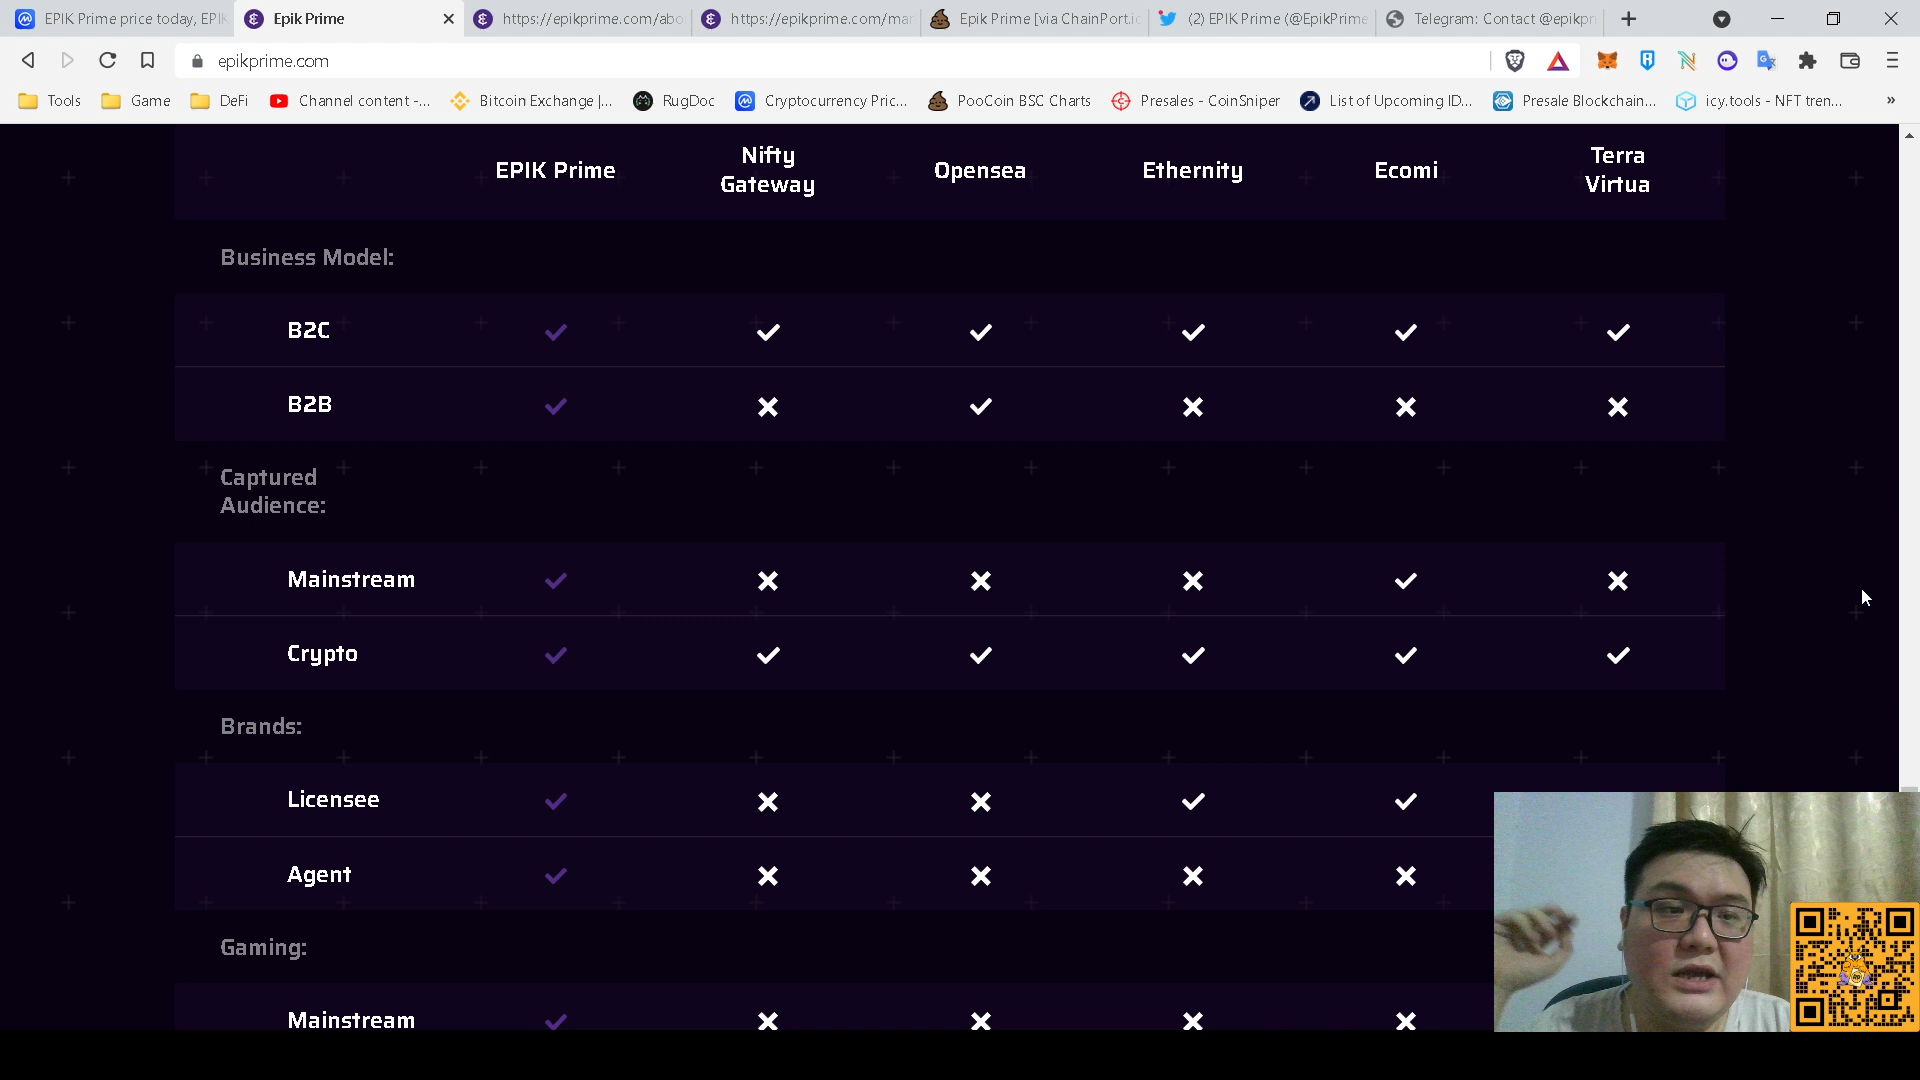 EPIK Prime price today, EPIK
Epik Prime
https://epikprime.com/abo
https://epikprime.com/mar
Epik Prime [via ChainPort.io
(2) EPIK Prime (@EpikPrime
Telegram: Contact @epikpri
epikprime.com
Tools
Game
DeFi
Channel content -...
Bitcoin Exchange |...
RugDoc
Cryptocurrency Pric...
PooCoin BSC Charts
Presales - CoinSniper
List of Upcoming ID...
Presale Blockchain...
icy.tools - NFT tren...
EPIK Prime
Nifty
Gateway
Opensea
Ethernity
Ecomi
Terra
Virtua
Business Model:
B2C
B2B
Captured
Audience:
Mainstream
Crypto
Brands:
Licensee
Agent
Gaming:
Mainstream